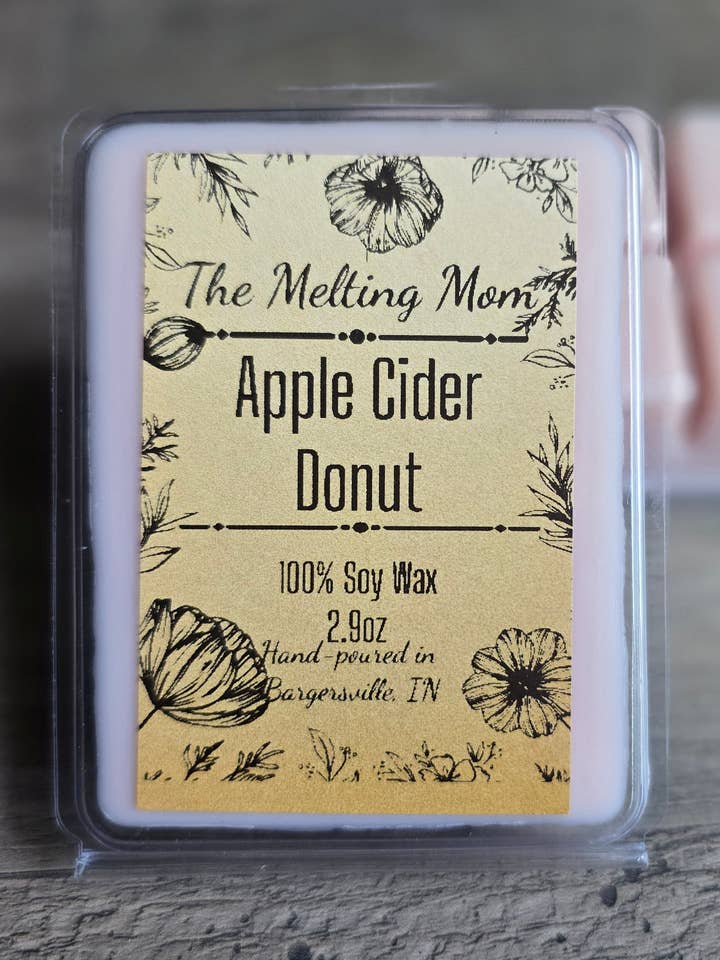 The Melting Mom
Apple Cider
Donut
100% Soy Wax
2.9oz
Hand-poured in
Bargersville, IN